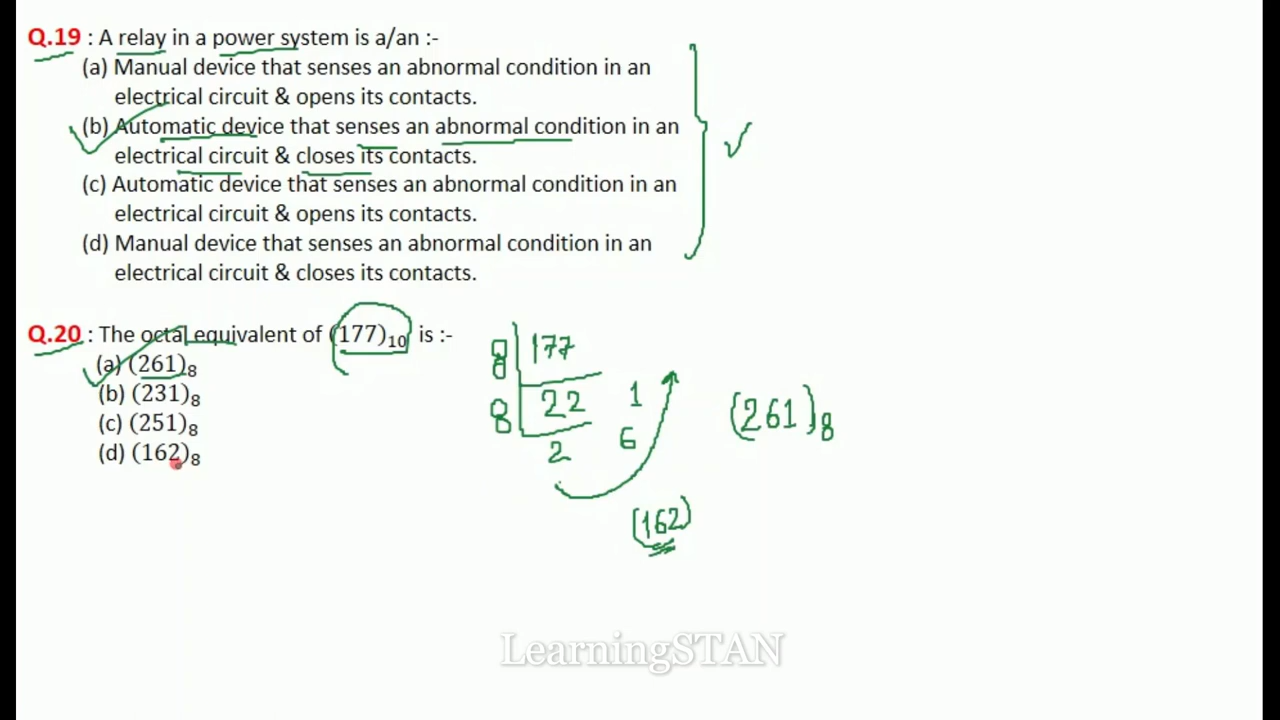 Q.19 : A relay in a power system is a/an :-
(a) Manual device that senses an abnormal condition in an
electrical circuit & opens its contacts.
(b) Automatic device that senses an abnormal condition in an
electrical circuit & closes its contacts.
(c) Automatic device that senses an abnormal condition in an
electrical circuit & opens its contacts.
(d) Manual device that senses an abnormal condition in an
electrical circuit & closes its contacts.
Q.20 : The octal equivalent of (177)₁₀ is :-
(a) (261)₈
(b) (231)₈
(c) (251)₈
(d) (162)₈
8 177
8 22 1
2 6
(261)₈
(162)
LearningSTAN